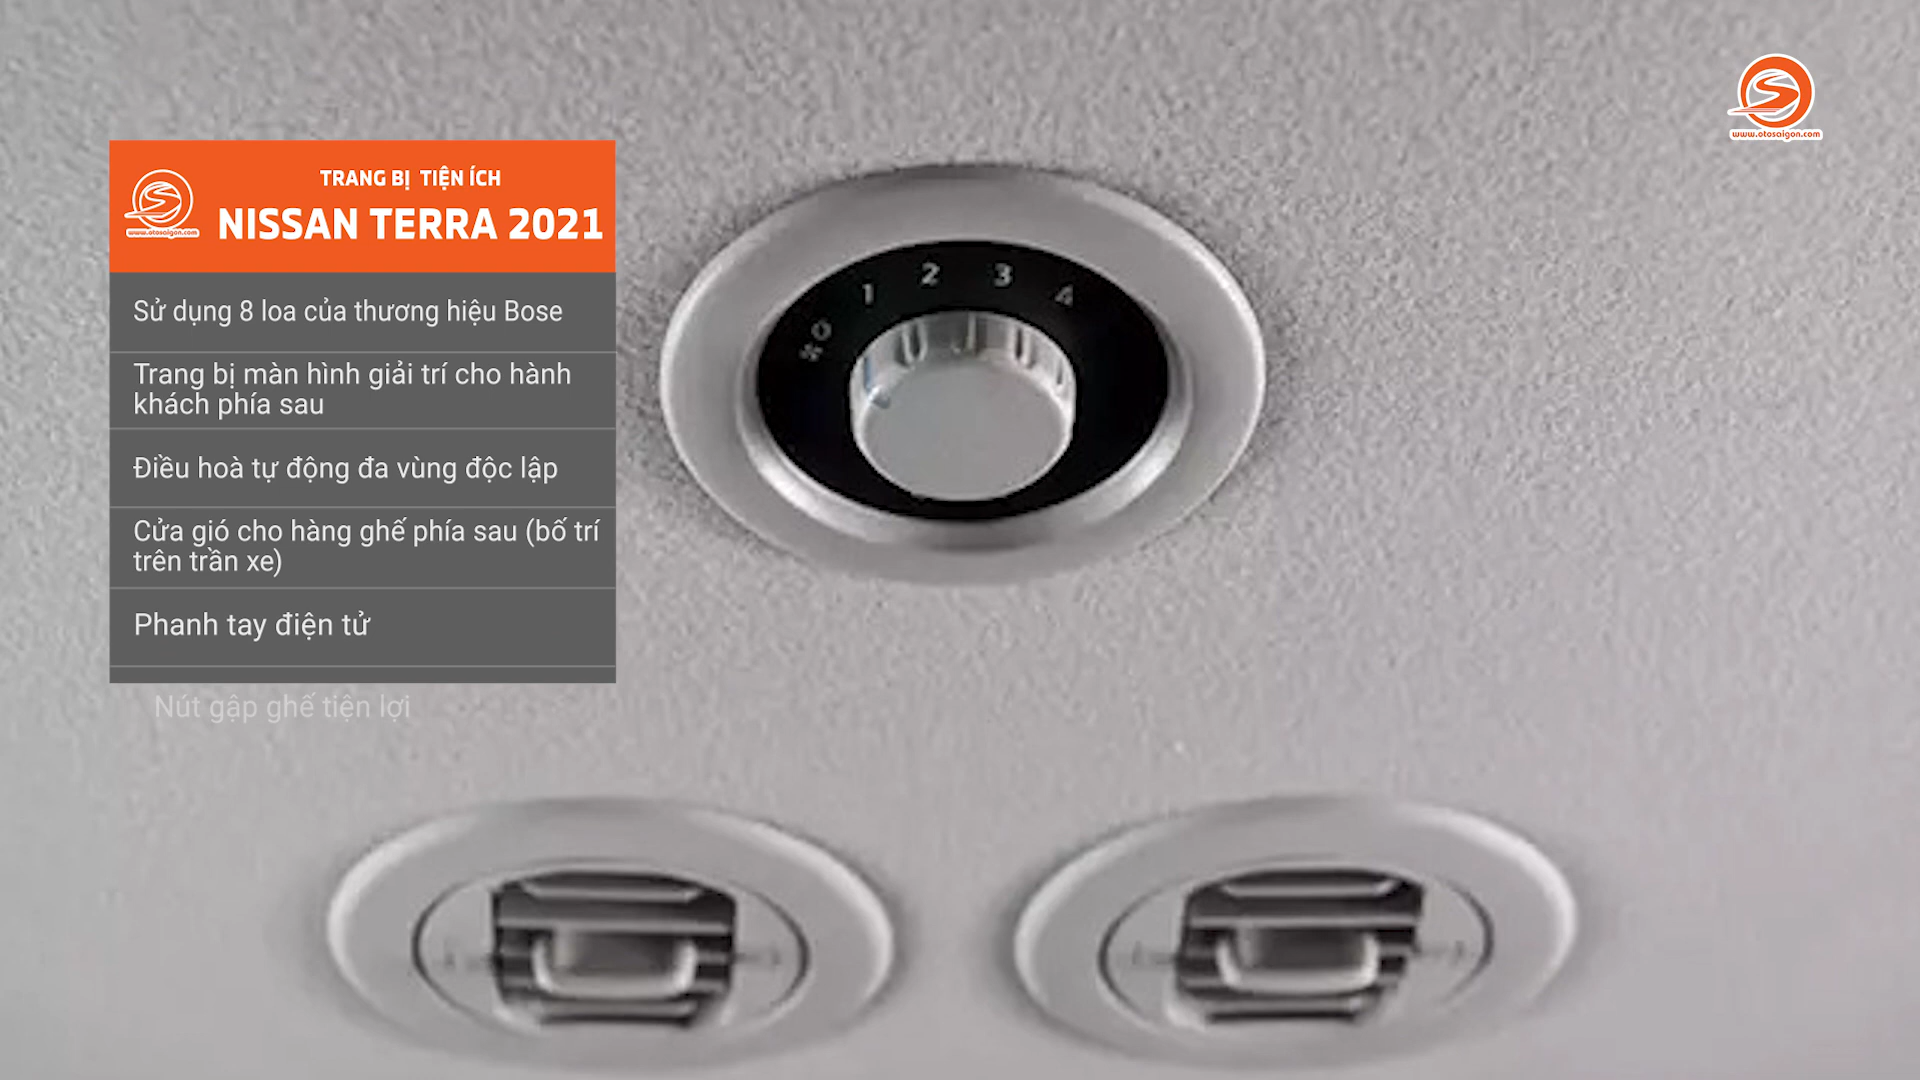 www.otosaigon.com
TRANG BỊ TIỆN ÍCH
www.otosaigon.com
NISSAN TERRA 2021
Sử dụng 8 loa của thương hiệu Bose
Trang bị màn hình giải trí cho hành
khách phía sau
Điều hoà tự động đa vùng độc lập
Cửa gió cho hàng ghế phía sau (bố trí
trên trần xe)
Phanh tay điện tử
Nút gập ghế tiện lợi
0 1 2 3 4